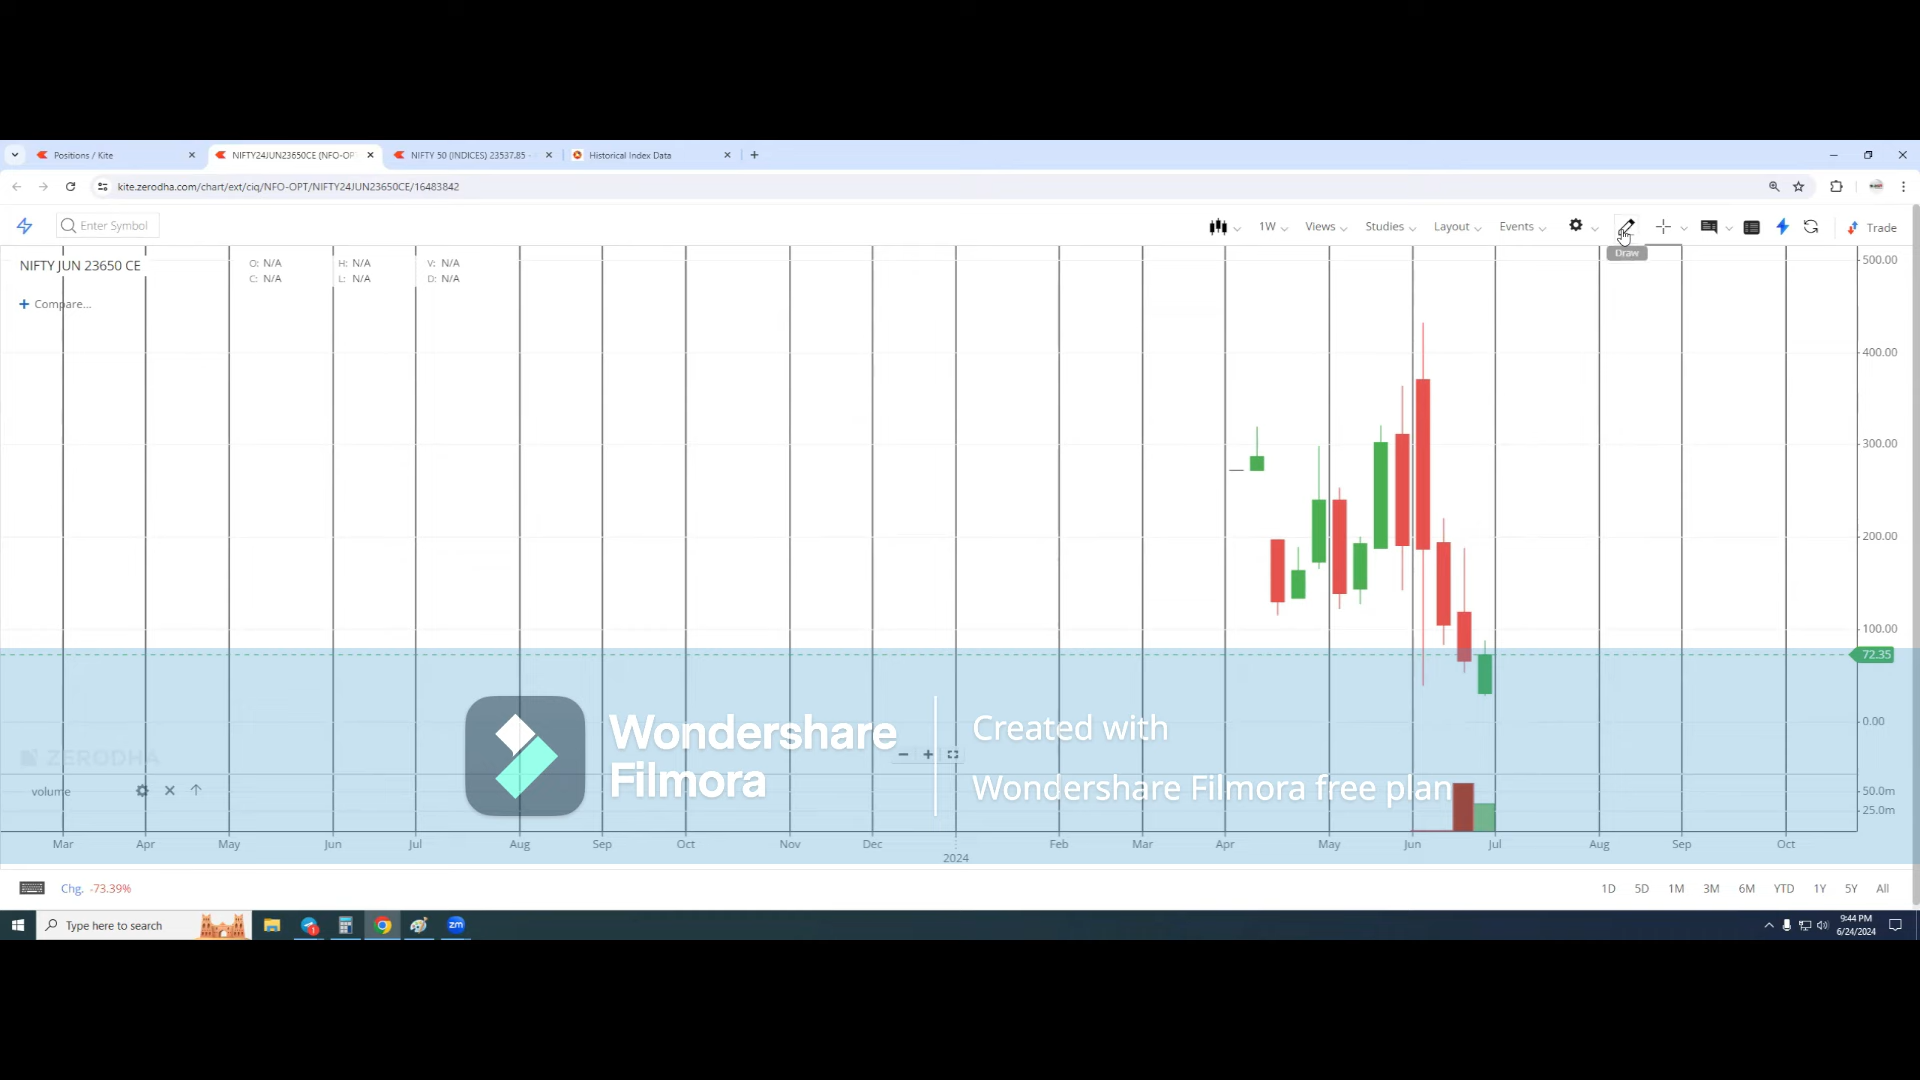 Positions / Kite
NIFTY24JUN23650CE (NFO-OP
NIFTY 50 (INDICES) 23537.85 -
Historical Index Data
kite.zerodha.com/chart/ext/ciq/NFO-OPT/NIFTY24JUN23650CE/16483842
Enter Symbol
1W Views Studies Layout Events Trade
Draw
NIFTY JUN 23650 CE
O: N/A H: N/A V: N/A
C: N/A L: N/A D: N/A
Compare...
500.00
400.00
300.00
200.00
100.00
72.35
0.00
ZERODHA
Wondershare
Filmora
Created with
Wondershare Filmora free plan
volume
50.0m
25.0m
Mar Apr May Jun Jul Aug Sep Oct Nov Dec Feb Mar Apr May Jun Jul Aug Sep Oct
2024
Chg. -73.39%
1D 5D 1M 3M 6M YTD 1Y 5Y All
Type here to search
1
zm
9:44 PM
6/24/2024